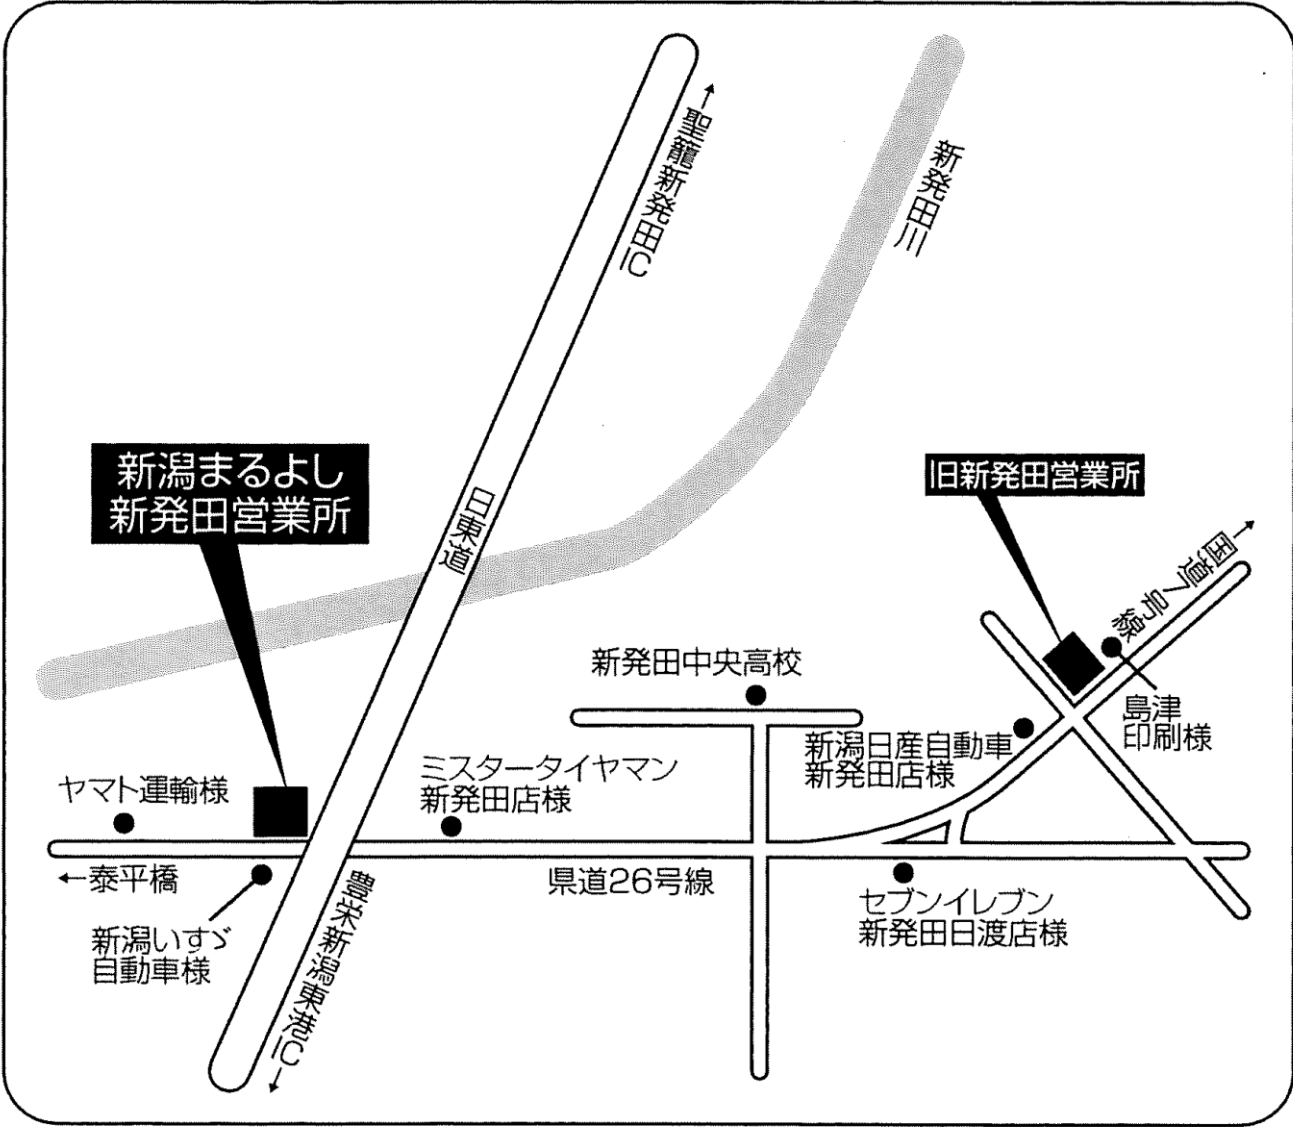 聖籠新発田IC
新発田川
新潟まるよし
新発田営業所
日東道
旧新発田営業所
国道7号線
新発田中央高校
島津
印刷様
新潟日産自動車
新発田店様
ミスタータイヤマン
新発田店様
ヤマト運輸様
←泰平橋
県道26号線
セブンイレブン
新発田日渡店様
新潟いすゞ
自動車様
豊栄新潟東港IC